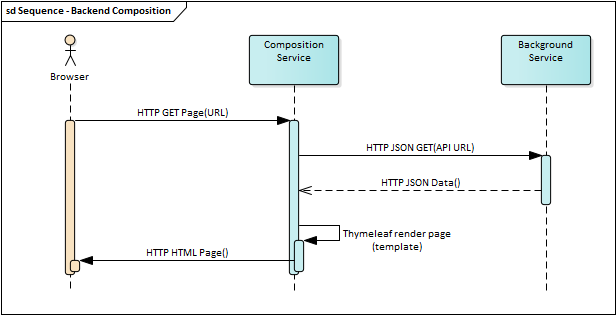 sd Sequence - Backend Composition
Browser
Composition
Service
Background
Service
HTTP GET Page(URL)
HTTP JSON GET(API URL)
HTTP JSON Data()
Thymeleaf render page
(template)
HTTP HTML Page()